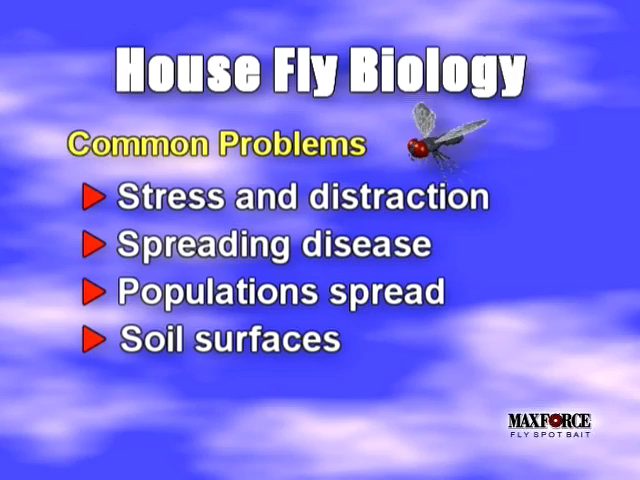 House Fly Biology
Common Problems
Stress and distraction
Spreading disease
Populations spread
Soil surfaces
MAXFORCE
FLY SPOT BAIT